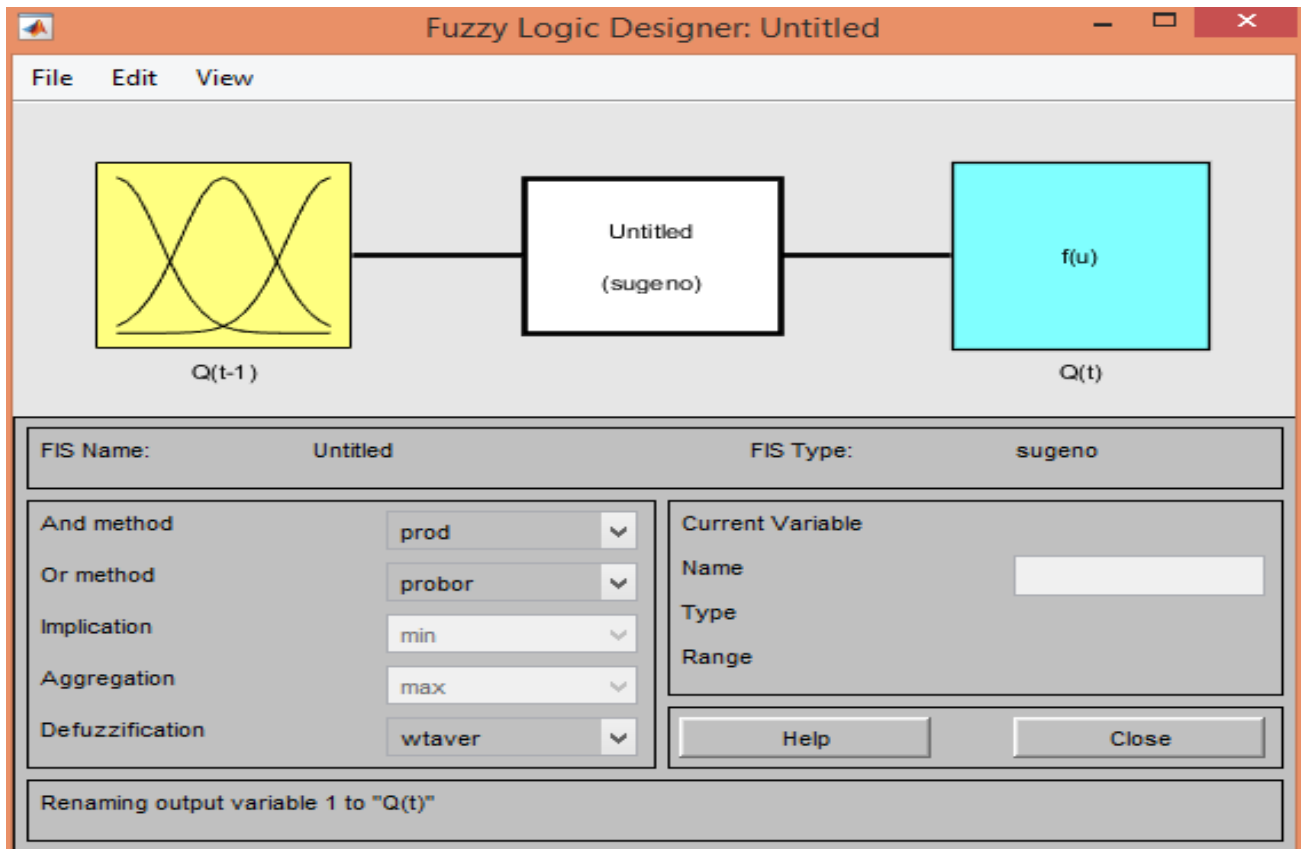 Fuzzy Logic Designer: Untitled
File Edit View
Untitled
(sugeno)
f(u)
Q(t-1)
Q(t)
FIS Name: Untitled FIS Type: sugeno
And method prod
Or method probor
Implication min
Aggregation max
Defuzzification wtaver
Current Variable
Name
Type
Range
Help Close
Renaming output variable 1 to "Q(t)"